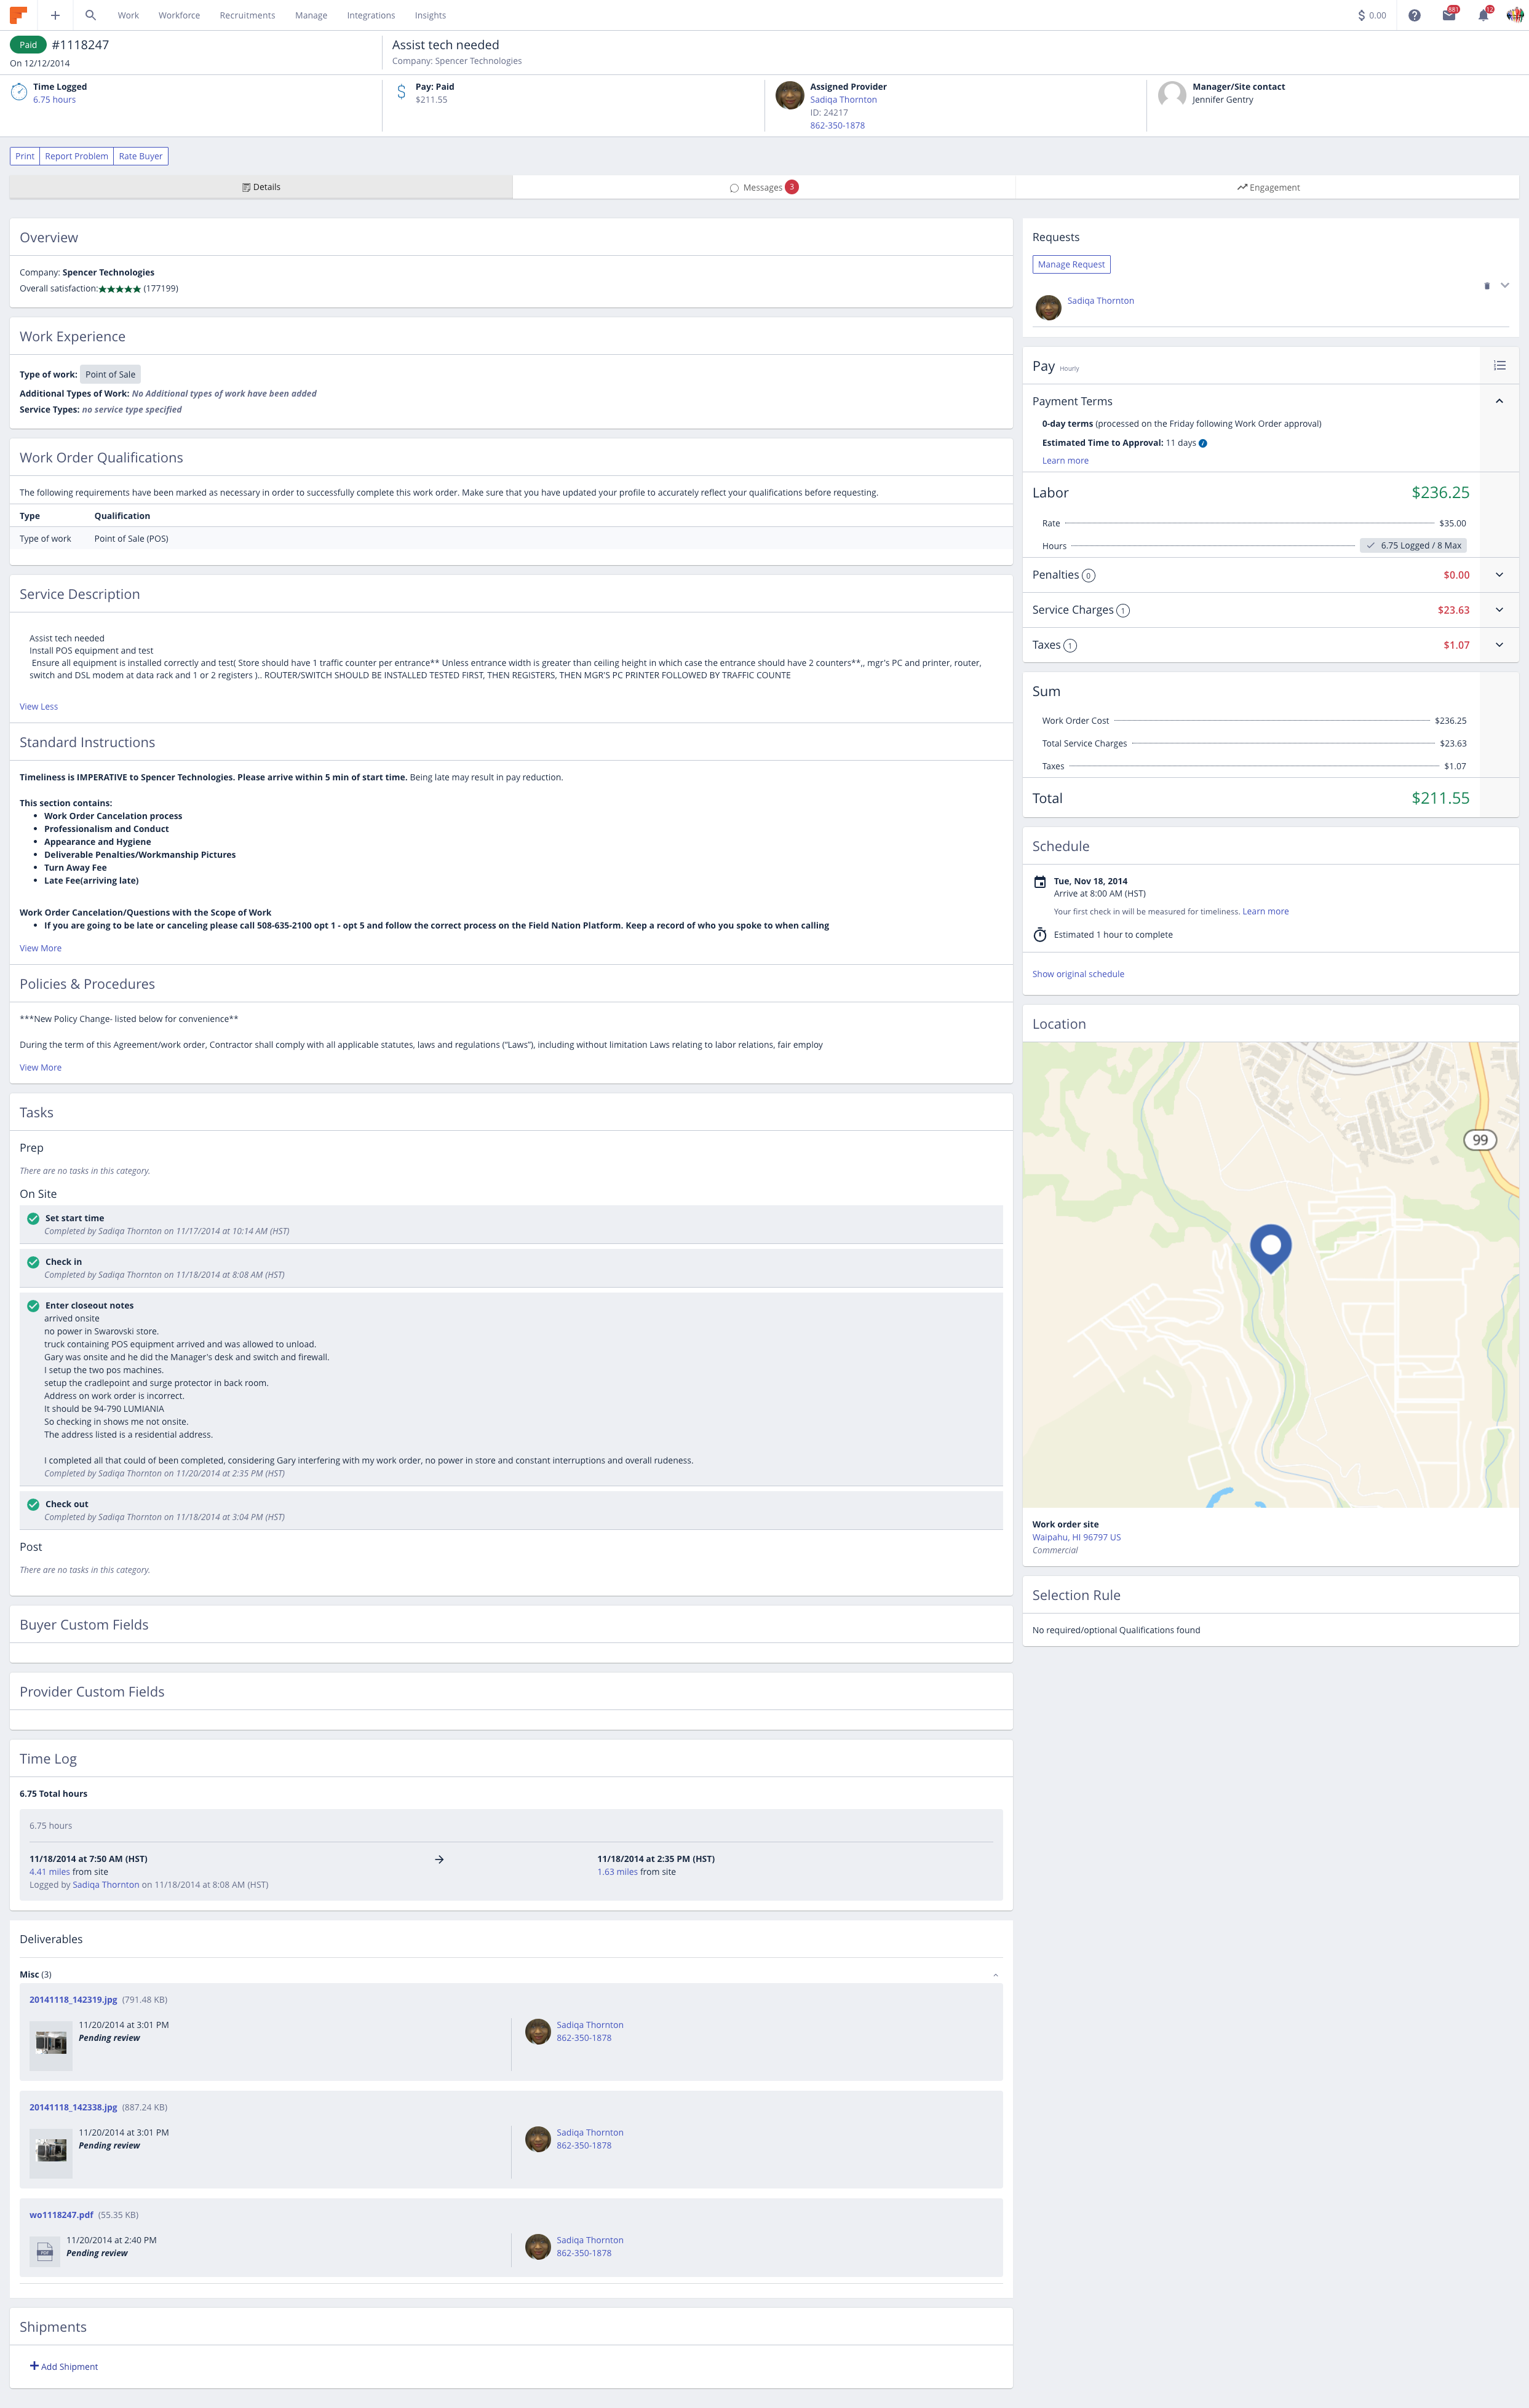 Work Workforce Recruitments Manage Integrations Insights
$ 0.00
881
12
Paid #1118247
On 12/12/2014
Assist tech needed
Company: Spencer Technologies
Time Logged
6.75 hours
Pay: Paid
$211.55
Assigned Provider
Sadiqa Thornton
ID: 24217
862-350-1878
Manager/Site contact
Jennifer Gentry
Print Report Problem Rate Buyer
Details
Messages 3
Engagement
Overview
Company: Spencer Technologies
Overall satisfaction:★★★★★ (177199)
Work Experience
Type of work: Point of Sale
Additional Types of Work: No Additional types of work have been added
Service Types: no service type specified
Work Order Qualifications
The following requirements have been marked as necessary in order to successfully complete this work order. Make sure that you have updated your profile to accurately reflect your qualifications before requesting.
Type Qualification
Type of work Point of Sale (POS)
Service Description
Assist tech needed
Install POS equipment and test
Ensure all equipment is installed correctly and test( Store should have 1 traffic counter per entrance** Unless entrance width is greater than ceiling height in which case the entrance should have 2 counters**,, mgr's PC and printer, router,
switch and DSL modem at data rack and 1 or 2 registers ).. ROUTER/SWITCH SHOULD BE INSTALLED TESTED FIRST, THEN REGISTERS, THEN MGR'S PC PRINTER FOLLOWED BY TRAFFIC COUNTE
View Less
Standard Instructions
Timeliness is IMPERATIVE to Spencer Technologies. Please arrive within 5 min of start time. Being late may result in pay reduction.
This section contains:
• Work Order Cancelation process
• Professionalism and Conduct
• Appearance and Hygiene
• Deliverable Penalties/Workmanship Pictures
• Turn Away Fee
• Late Fee(arriving late)
Work Order Cancelation/Questions with the Scope of Work
• If you are going to be late or canceling please call 508-635-2100 opt 1 - opt 5 and follow the correct process on the Field Nation Platform. Keep a record of who you spoke to when calling
View More
Policies & Procedures
***New Policy Change- listed below for convenience**
During the term of this Agreement/work order, Contractor shall comply with all applicable statutes, laws and regulations (“Laws”), including without limitation Laws relating to labor relations, fair employ
View More
Tasks
Prep
There are no tasks in this category.
On Site
Set start time
Completed by Sadiqa Thornton on 11/17/2014 at 10:14 AM (HST)
Check in
Completed by Sadiqa Thornton on 11/18/2014 at 8:08 AM (HST)
Enter closeout notes
arrived onsite
no power in Swarovski store.
truck containing POS equipment arrived and was allowed to unload.
Gary was onsite and he did the Manager's desk and switch and firewall.
I setup the two pos machines.
setup the cradlepoint and surge protector in back room.
Address on work order is incorrect.
It should be 94-790 LUMIANIA
So checking in shows me not onsite.
The address listed is a residential address.
I completed all that could of been completed, considering Gary interfering with my work order, no power in store and constant interruptions and overall rudeness.
Completed by Sadiqa Thornton on 11/20/2014 at 2:35 PM (HST)
Check out
Completed by Sadiqa Thornton on 11/18/2014 at 3:04 PM (HST)
Post
There are no tasks in this category.
Buyer Custom Fields
Provider Custom Fields
Time Log
6.75 Total hours
6.75 hours
11/18/2014 at 7:50 AM (HST)
4.41 miles from site
Logged by Sadiqa Thornton on 11/18/2014 at 8:08 AM (HST)
11/18/2014 at 2:35 PM (HST)
1.63 miles from site
Deliverables
Misc (3)
20141118_142319.jpg (791.48 KB)
11/20/2014 at 3:01 PM
Pending review
Sadiqa Thornton
862-350-1878
20141118_142338.jpg (887.24 KB)
11/20/2014 at 3:01 PM
Pending review
Sadiqa Thornton
862-350-1878
wo1118247.pdf (55.35 KB)
PDF
11/20/2014 at 2:40 PM
Pending review
Sadiqa Thornton
862-350-1878
Shipments
+ Add Shipment
Requests
Manage Request
Sadiqa Thornton
Pay Hourly
Payment Terms
0-day terms (processed on the Friday following Work Order approval)
Estimated Time to Approval: 11 days
Learn more
Labor $236.25
Rate $35.00
Hours 6.75 Logged / 8 Max
Penalties 0 $0.00
Service Charges 1 $23.63
Taxes 1 $1.07
Sum
Work Order Cost $236.25
Total Service Charges $23.63
Taxes $1.07
Total $211.55
Schedule
Tue, Nov 18, 2014
Arrive at 8:00 AM (HST)
Your first check in will be measured for timeliness. Learn more
Estimated 1 hour to complete
Show original schedule
Location
99
Work order site
Waipahu, HI 96797 US
Commercial
Selection Rule
No required/optional Qualifications found